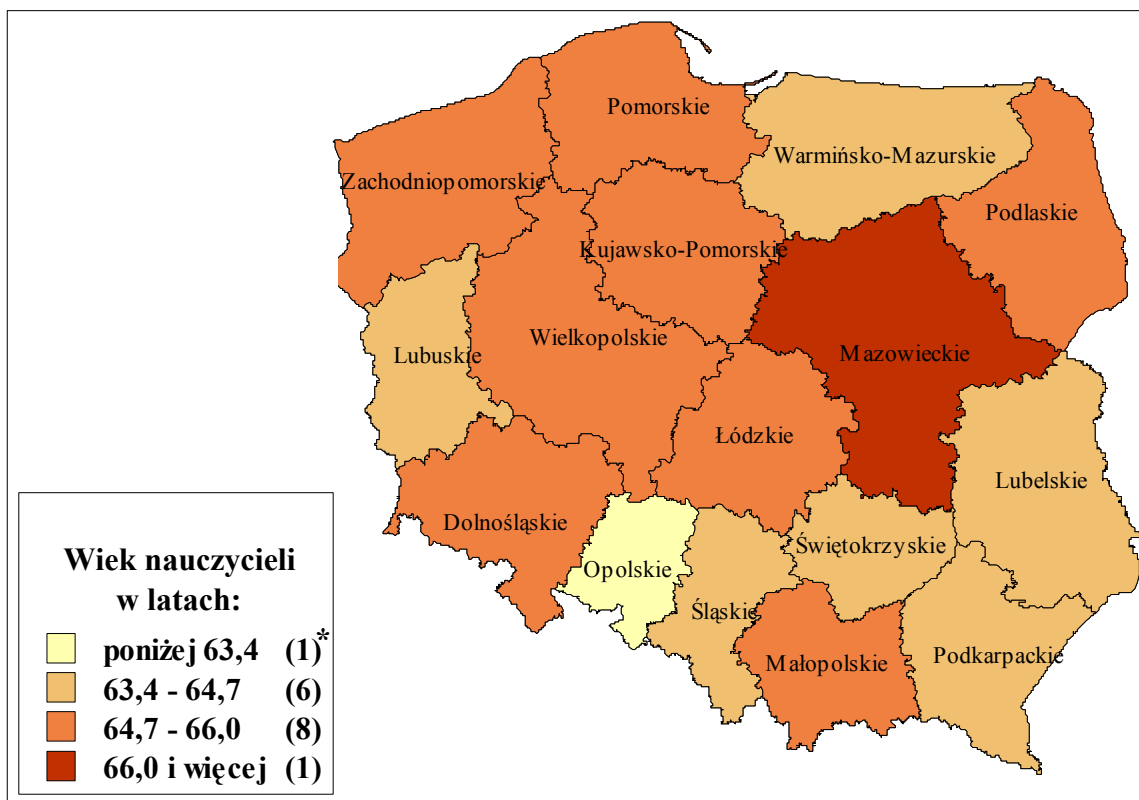 Pomorskie
Warmińsko-Mazurskie
Zachodniopomorskie
Podlaskie
Kujawsko-Pomorskie
Wielkopolskie
Mazowieckie
Lubuskie
Łódzkie
Lubelskie
Dolnośląskie
Świętokrzyskie
Opolskie
Śląskie
Małopolskie
Podkarpackie
Wiek nauczycieli
w latach:
poniżej 63,4 (1)*
63,4 - 64,7 (6)
64,7 - 66,0 (8)
66,0 i więcej (1)